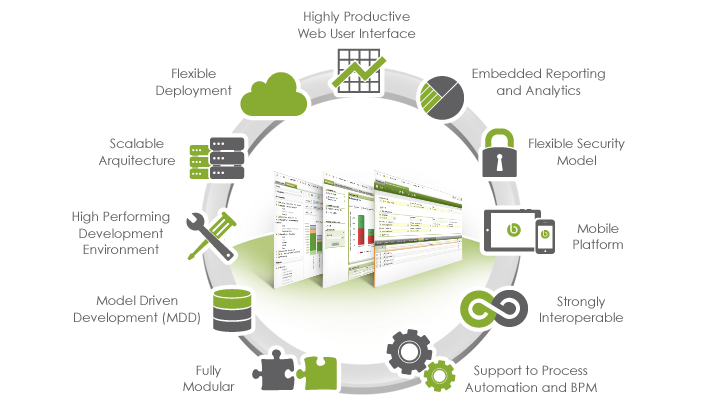 Highly Productive
Web User Interface
Embedded Reporting
and Analytics
Flexible Security
Model
Mobile
Platform
Strongly
Interoperable
Support to Process
Automation and BPM
Fully
Modular
Model Driven
Development (MDD)
High Performing
Development
Environment
Scalable
Arquitecture
Flexible
Deployment